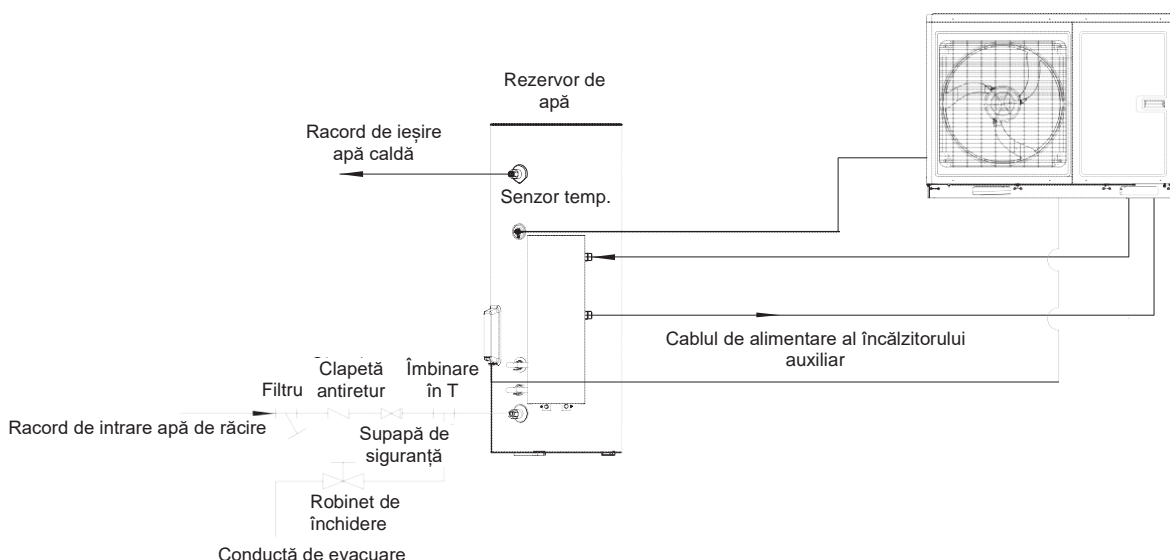 Rezervor de
apă
Racord de ieșire
apă caldă
Senzor temp.
Cablul de alimentare al încălzitorului
auxiliar
Clapetă
antiretur
Îmbinare
în T
Filtru
Racord de intrare apă de răcire
Supapă de
siguranță
Robinet de
închidere
Conductă de evacuare